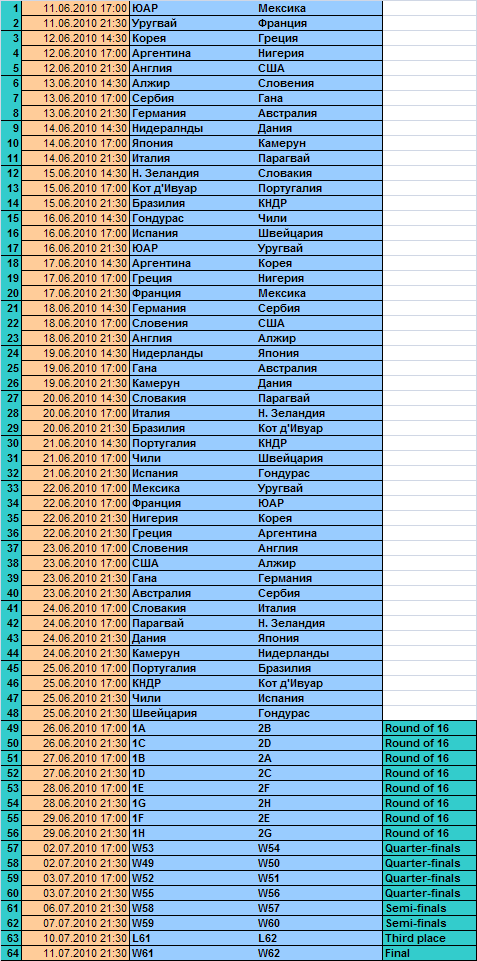 1 11.06.2010 17:00 ЮАР Мексика
2 11.06.2010 21:30 Уругвай Франция
3 12.06.2010 14:30 Корея Греция
4 12.06.2010 17:00 Аргентина Нигерия
5 12.06.2010 21:30 Англия США
6 13.06.2010 14:30 Алжир Словения
7 13.06.2010 17:00 Сербия Гана
8 13.06.2010 21:30 Германия Австралия
9 14.06.2010 14:30 Нидералнды Дания
10 14.06.2010 17:00 Япония Камерун
11 14.06.2010 21:30 Италия Парагвай
12 15.06.2010 14:30 Н. Зеландия Словакия
13 15.06.2010 17:00 Кот д'Ивуар Португалия
14 15.06.2010 21:30 Бразилия КНДР
15 16.06.2010 14:30 Гондурас Чили
16 16.06.2010 17:00 Испания Швейцария
17 16.06.2010 21:30 ЮАР Уругвай
18 17.06.2010 14:30 Аргентина Корея
19 17.06.2010 17:00 Греция Нигерия
20 17.06.2010 21:30 Франция Мексика
21 18.06.2010 14:30 Германия Сербия
22 18.06.2010 17:00 Словения США
23 18.06.2010 21:30 Англия Алжир
24 19.06.2010 14:30 Нидерланды Япония
25 19.06.2010 17:00 Гана Австралия
26 19.06.2010 21:30 Камерун Дания
27 20.06.2010 14:30 Словакия Парагвай
28 20.06.2010 17:00 Италия Н. Зеландия
29 20.06.2010 21:30 Бразилия Кот д'Ивуар
30 21.06.2010 14:30 Португалия КНДР
31 21.06.2010 17:00 Чили Швейцария
32 21.06.2010 21:30 Испания Гондурас
33 22.06.2010 17:00 Мексика Уругвай
34 22.06.2010 17:00 Франция ЮАР
35 22.06.2010 21:30 Нигерия Корея
36 22.06.2010 21:30 Греция Аргентина
37 23.06.2010 17:00 Словения Англия
38 23.06.2010 17:00 США Алжир
39 23.06.2010 21:30 Гана Германия
40 23.06.2010 21:30 Австралия Сербия
41 24.06.2010 17:00 Словакия Италия
42 24.06.2010 17:00 Парагвай Н. Зеландия
43 24.06.2010 21:30 Дания Япония
44 24.06.2010 21:30 Камерун Нидерланды
45 25.06.2010 17:00 Португалия Бразилия
46 25.06.2010 17:00 КНДР Кот д'Ивуар
47 25.06.2010 21:30 Чили Испания
48 25.06.2010 21:30 Швейцария Гондурас
49 26.06.2010 17:00 1A 2B Round of 16
50 26.06.2010 21:30 1C 2D Round of 16
51 27.06.2010 17:00 1B 2A Round of 16
52 27.06.2010 21:30 1D 2C Round of 16
53 28.06.2010 17:00 1E 2F Round of 16
54 28.06.2010 21:30 1G 2H Round of 16
55 29.06.2010 17:00 1F 2E Round of 16
56 29.06.2010 21:30 1H 2G Round of 16
57 02.07.2010 17:00 W53 W54 Quarter-finals
58 02.07.2010 21:30 W49 W50 Quarter-finals
59 03.07.2010 17:00 W52 W51 Quarter-finals
60 03.07.2010 21:30 W55 W56 Quarter-finals
61 06.07.2010 21:30 W58 W57 Semi-finals
62 07.07.2010 21:30 W59 W60 Semi-finals
63 10.07.2010 21:30 L61 L62 Third place
64 11.07.2010 21:30 W61 W62 Final